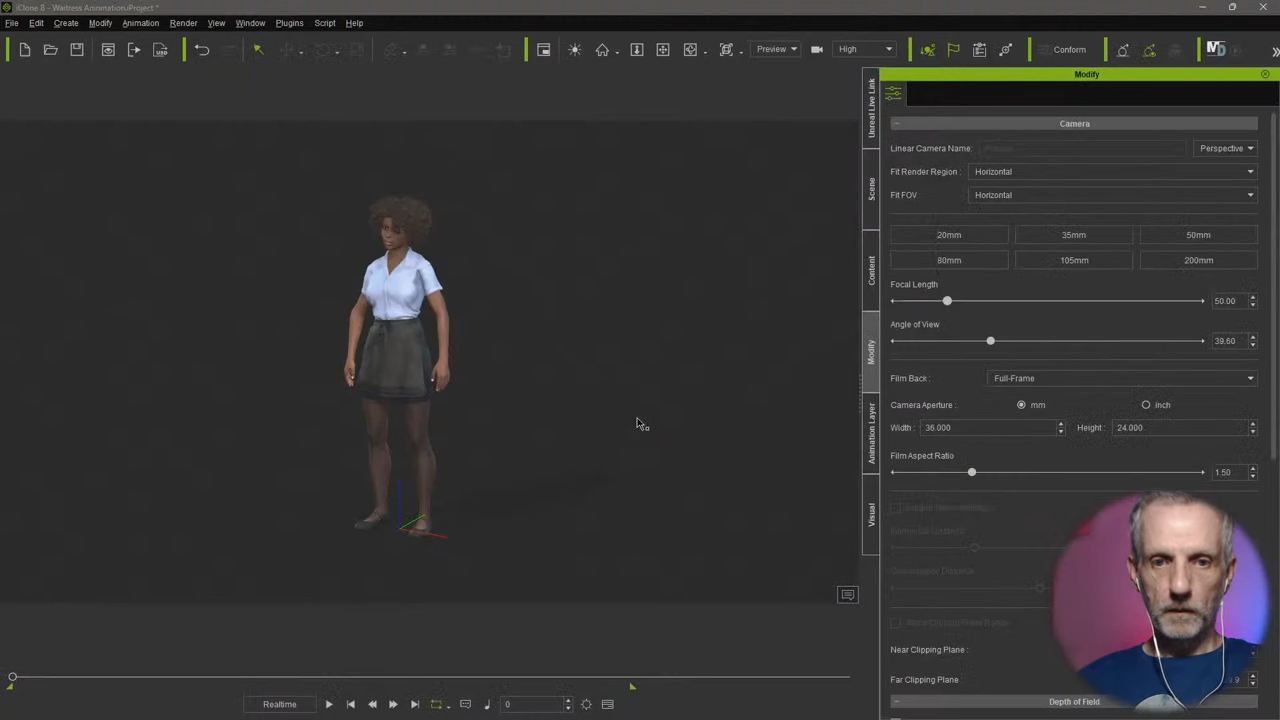 iClone 8 - Waitress Aninmation.iProject *
File Edit Create Modify Animation Render View Window Plugins Script Help
Preview High Conform
Modify
Unreal Live Link
Scene
Content
Modify
Animation Layer
Visual
Camera
Linear Camera Name: Perspective
Fit Render Region : Horizontal
Fit FOV Horizontal
20mm 35mm 50mm
80mm 105mm 200mm
Focal Length
50.00
Angle of View
39.60
Film Back : Full-Frame
Camera Aperture : mm inch
Width : 36.000 Height : 24.000
Film Aspect Ratio
1.50
Near Clipping Plane :
Far Clipping Plane
Depth of Field
Realtime 0